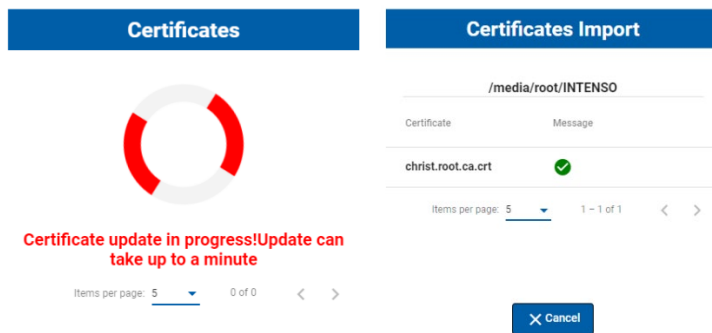 Certificates
Certificate update in progress!Update can
take up to a minute
Items per page: 5 0 of 0
Certificates Import
/media/root/INTENSO
Certificate Message
christ.root.ca.crt
Items per page: 5 1 – 1 of 1
Cancel